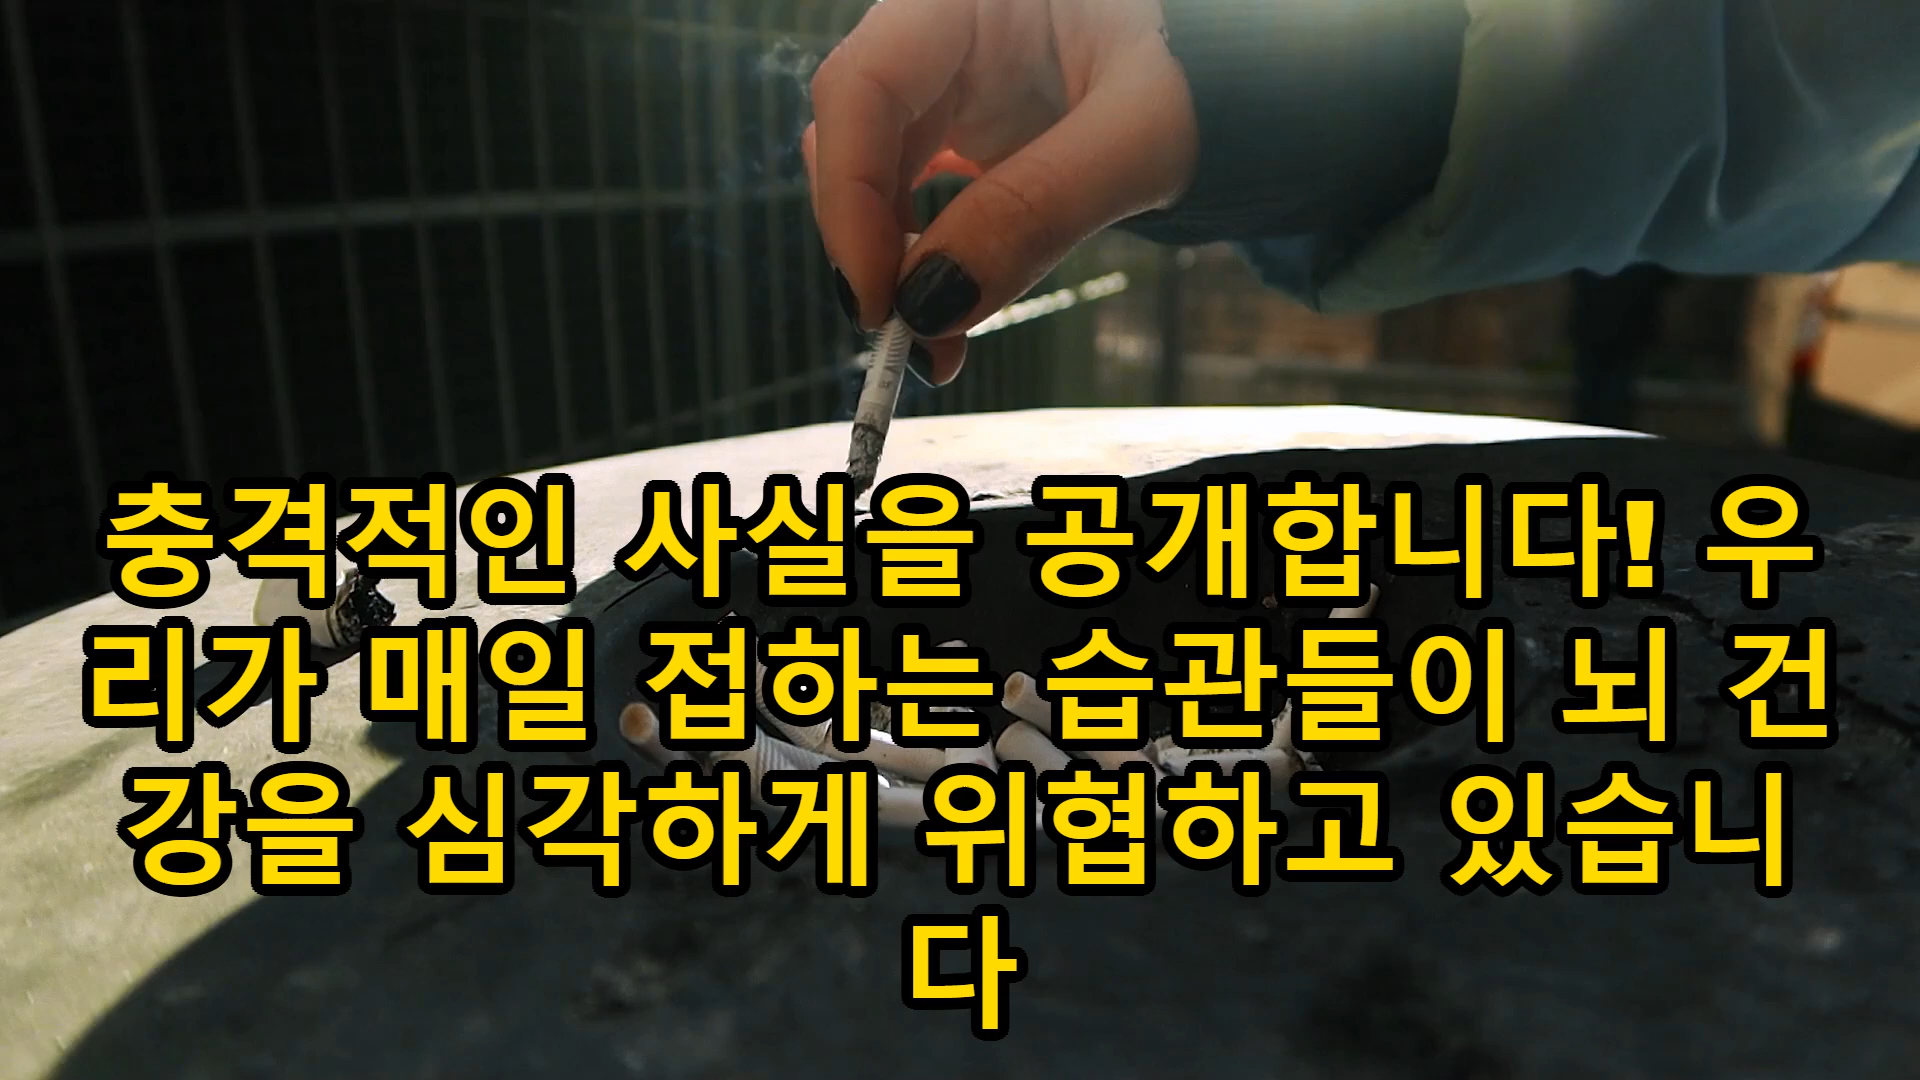 충격적인 사실을 공개합니다! 우
리가 매일 접하는 습관들이 뇌 건
강을 심각하게 위협하고 있습니
다